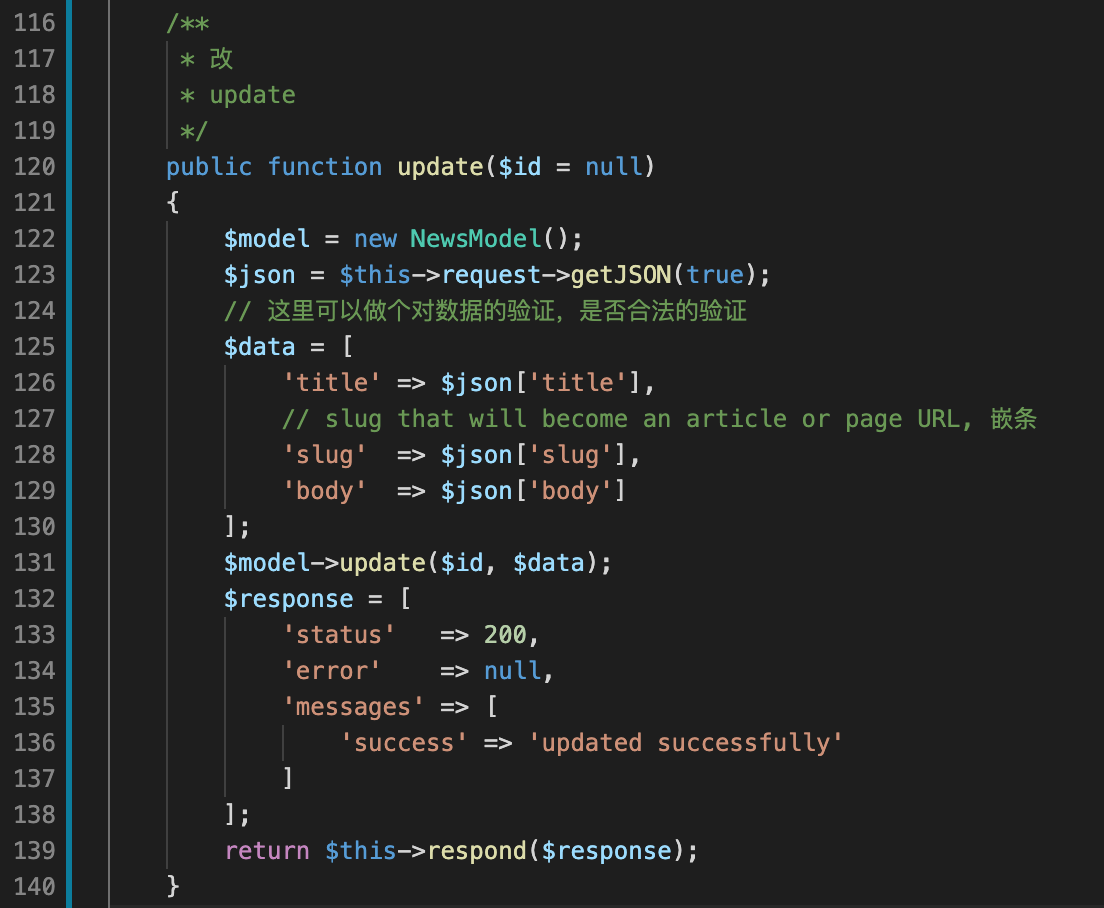 116 /**
117 * 改
118 * update
119 */
120 public function update($id = null)
121 {
122 $model = new NewsModel();
123 $json = $this->request->getJSON(true);
124 // 这里可以做个对数据的验证，是否合法的验证
125 $data = [
126 'title' => $json['title'],
127 // slug that will become an article or page URL, 嵌条
128 'slug'  => $json['slug'],
129 'body'  => $json['body']
130 ];
131 $model->update($id, $data);
132 $response = [
133 'status'   => 200,
134 'error'    => null,
135 'messages' => [
136 'success' => 'updated successfully'
137 ]
138 ];
139 return $this->respond($response);
140 }